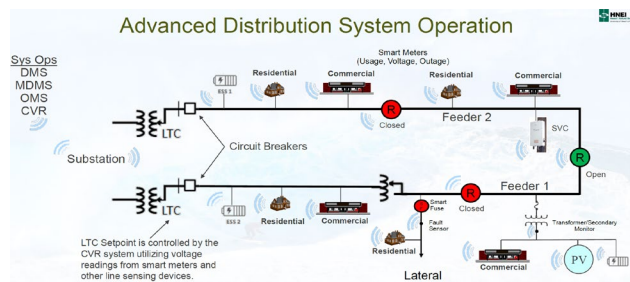 Advanced Distribution System Operation
HNEI
Sys Ops
DMS
MDMS
OMS
CVR
Smart Meters
(Usage, Voltage, Outage)
ESS 1
Residential
Commercial
Residential
Commercial
LTC
R
Closed
Feeder 2
SVC
Circuit Breakers
Substation
R
Open
LTC
ESS 2
Residential
Commercial
R
Closed
Feeder 1
Smart
Fuse
Fault
Sensor
Residential
Lateral
Transformer/Secondary
Monitor
Commercial
PV
LTC Setpoint is controlled by the
CVR system utilizing voltage
readings from smart meters and
other line sensing devices.